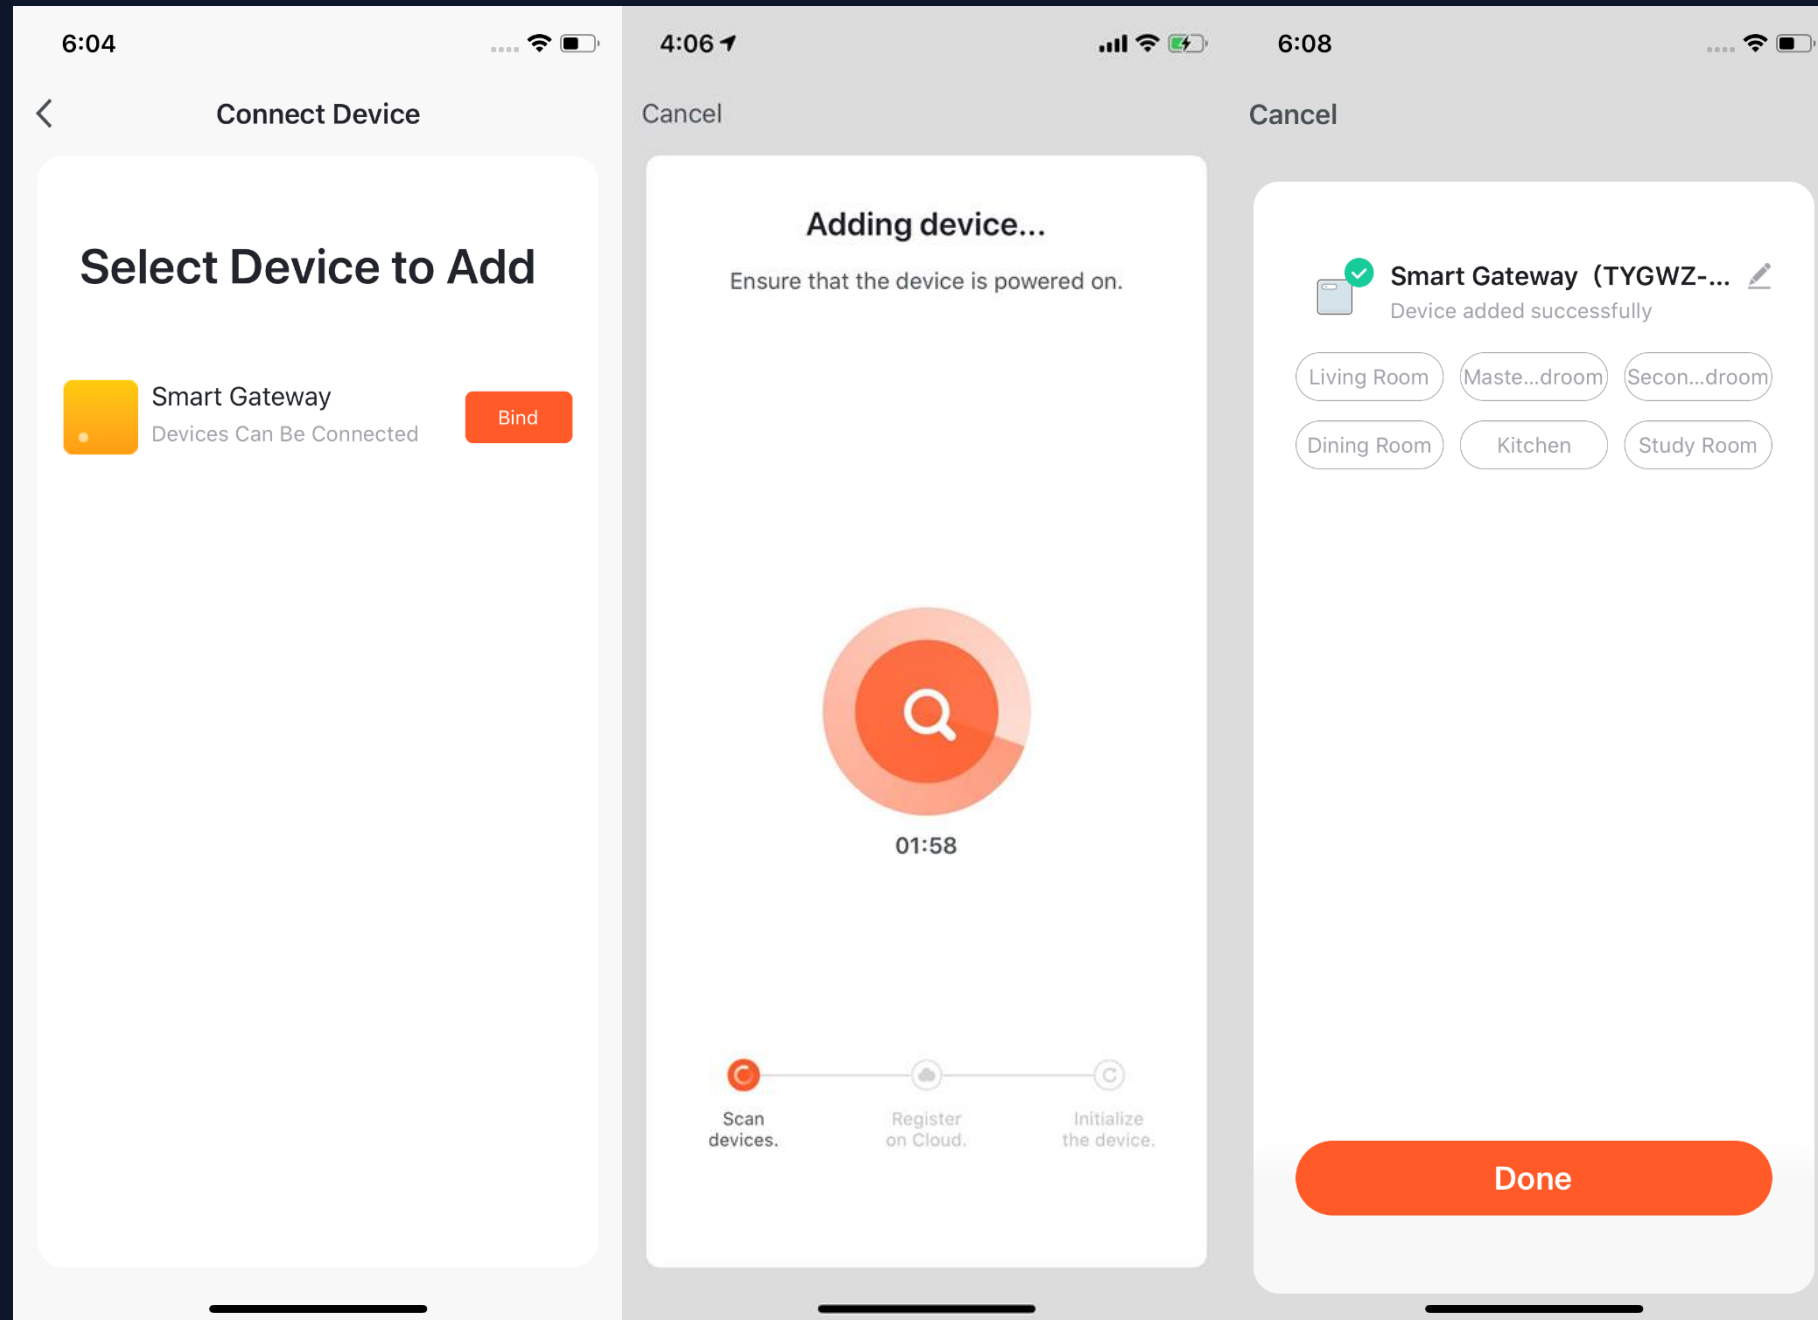 6:04
Connect Device
Select Device to Add
Smart Gateway
Devices Can Be Connected
Bind
4:06
Cancel
Adding device...
Ensure that the device is powered on.
01:58
Scan
devices.
Register
on Cloud.
Initialize
the device.
6:08
Cancel
Smart Gateway（TYGWZ-...
Device added successfully
Living Room
Maste...droom
Secon...droom
Dining Room
Kitchen
Study Room
Done